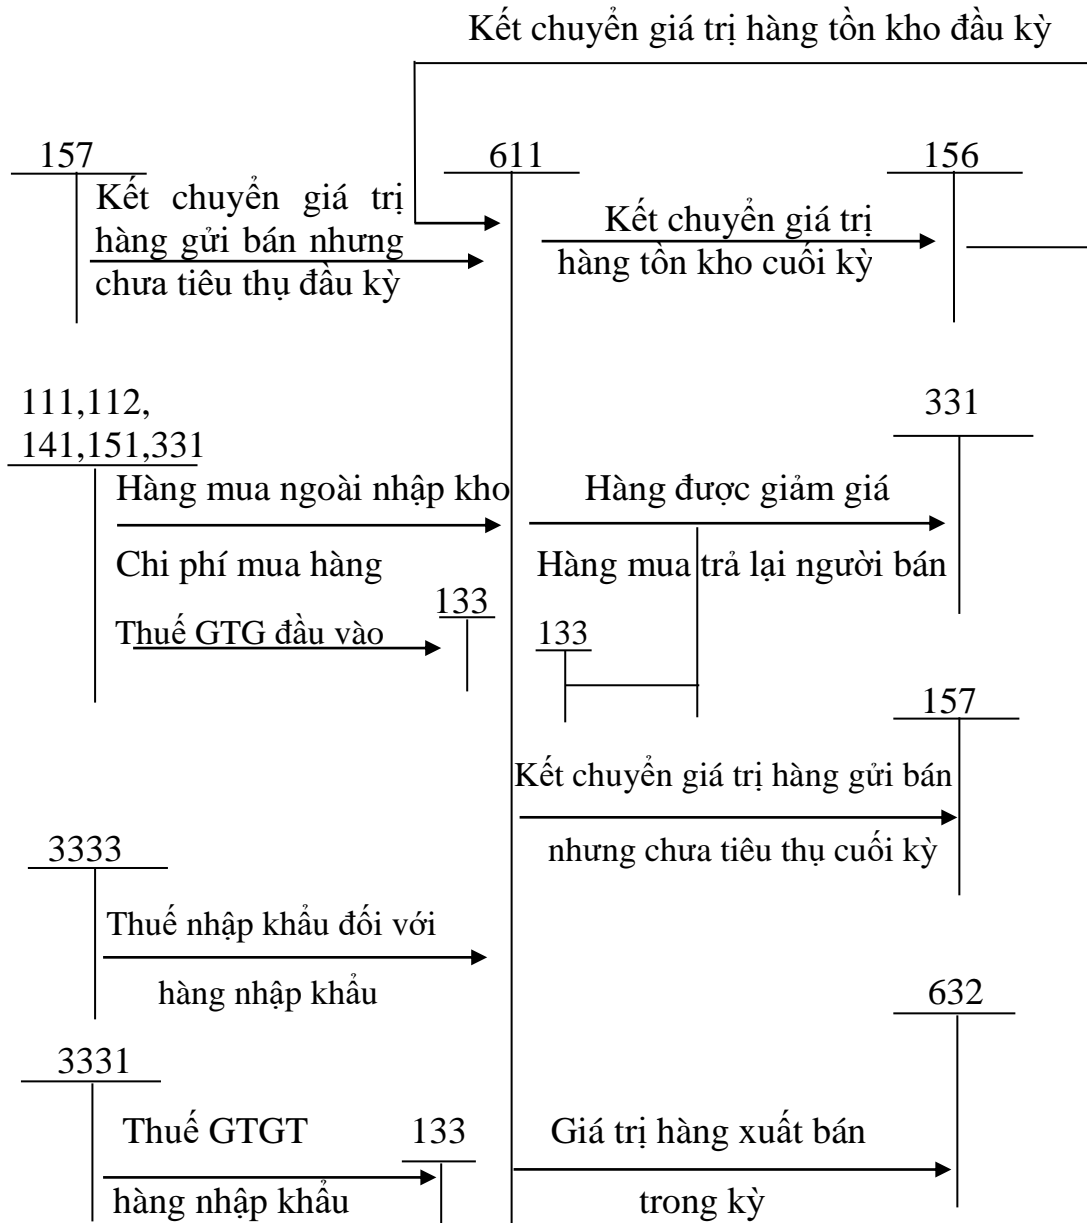 Kết chuyển giá trị hàng tồn kho đầu kỳ
157
611
156
Kết chuyển giá trị
hàng gửi bán nhưng
chưa tiêu thụ đầu kỳ
Kết chuyển giá trị
hàng tồn kho cuối kỳ
111,112,
141,151,331
331
Hàng mua ngoài nhập kho
Hàng được giảm giá
Chi phí mua hàng
Hàng mua trả lại người bán
133
Thuế GTG đầu vào
133
157
Kết chuyển giá trị hàng gửi bán
nhưng chưa tiêu thụ cuối kỳ
3333
Thuế nhập khẩu đối với
hàng nhập khẩu
632
3331
Thuế GTGT
133
Giá trị hàng xuất bán
hàng nhập khẩu
trong kỳ